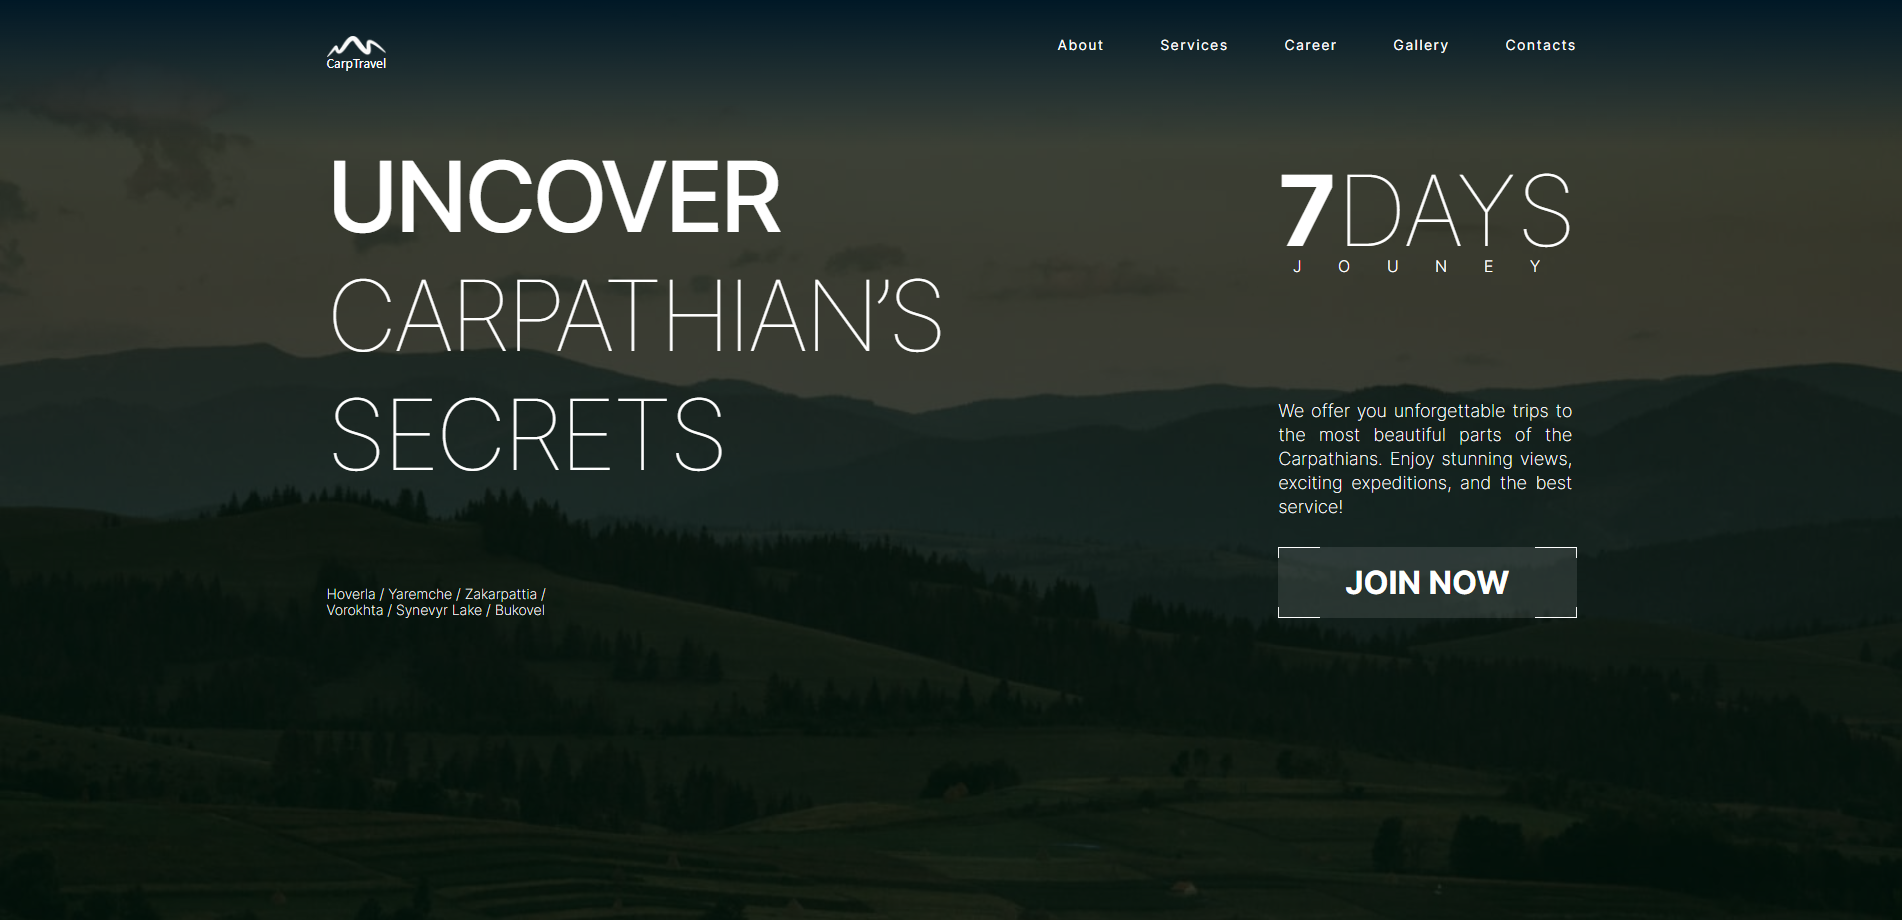 CarpTravel
About Services Career Gallery Contacts
UNCOVER
CARPATHIAN’S
SECRETS
Hoverla / Yaremche / Zakarpattia /
Vorokhta / Synevyr Lake / Bukovel
7DAYS
JOUNEY
We offer you unforgettable trips to
the most beautiful parts of the
Carpathians. Enjoy stunning views,
exciting expeditions, and the best
service!
JOIN NOW